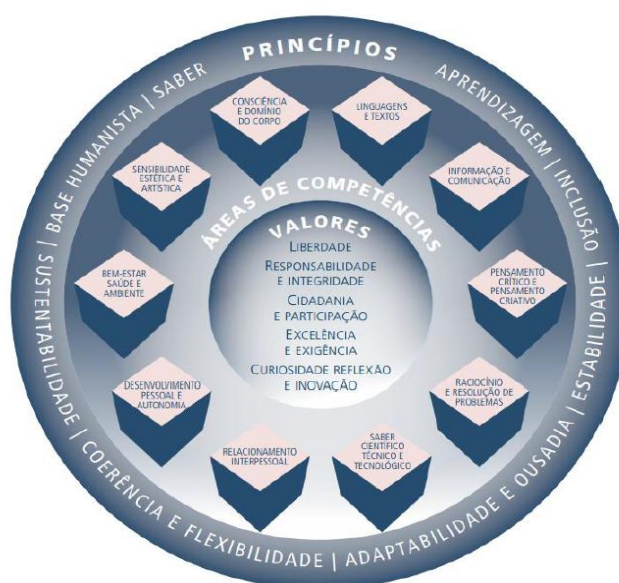 PRINCÍPIOS
APRENDIZAGEM | INCLUSÃO | ESTABILIDADE | ADAPTABILIDADE E OUSADIA | COERÊNCIA E FLEXIBILIDADE | SUSTENTABILIDADE | BASE HUMANISTA | SABER
ÁREAS DE COMPETÊNCIAS
LINGUAGENS
E TEXTOS
INFORMAÇÃO E
COMUNICAÇÃO
PENSAMENTO
CRÍTICO E
PENSAMENTO
CRIATIVO
RACIOCÍNIO
E RESOLUÇÃO DE
PROBLEMAS
SABER
CIENTÍFICO
TÉCNICO E
TECNOLÓGICO
RELACIONAMENTO
INTERPESSOAL
DESENVOLVIMENTO
PESSOAL E
AUTONOMIA
BEM-ESTAR
SAÚDE E
AMBIENTE
SENSIBILIDADE
ESTÉTICA E
ARTÍSTICA
CONSCIÊNCIA
E DOMÍNIO
DO CORPO
VALORES
LIBERDADE
RESPONSABILIDADE
E INTEGRIDADE
CIDADANIA
E PARTICIPAÇÃO
EXCELÊNCIA
E EXIGÊNCIA
CURIOSIDADE REFLEXÃO
E INOVAÇÃO